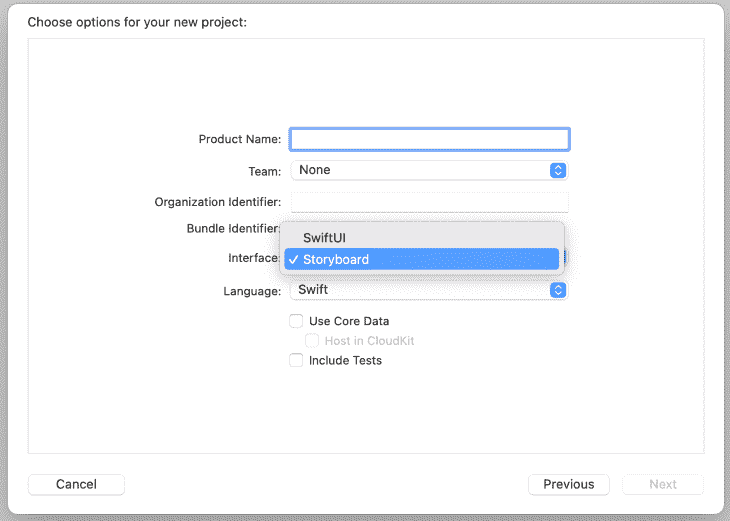 Choose options for your new project:
Product Name:
Team: None
Organization Identifier:
Bundle Identifier:
SwiftUI
Interface: ✓ Storyboard
Language: Swift
Use Core Data
Host in CloudKit
Include Tests
Cancel Previous Next